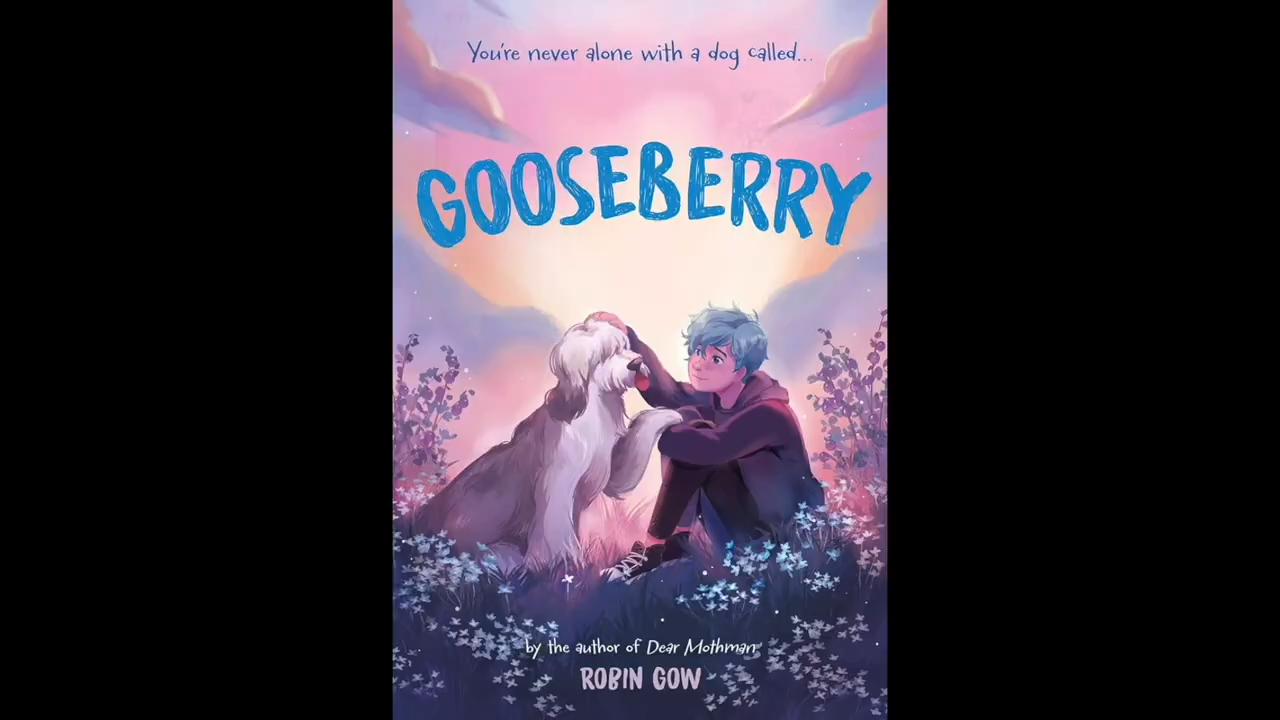 You're never alone with a dog called...
GOOSEBERRY
by the author of Dear Mothman
ROBIN GOW